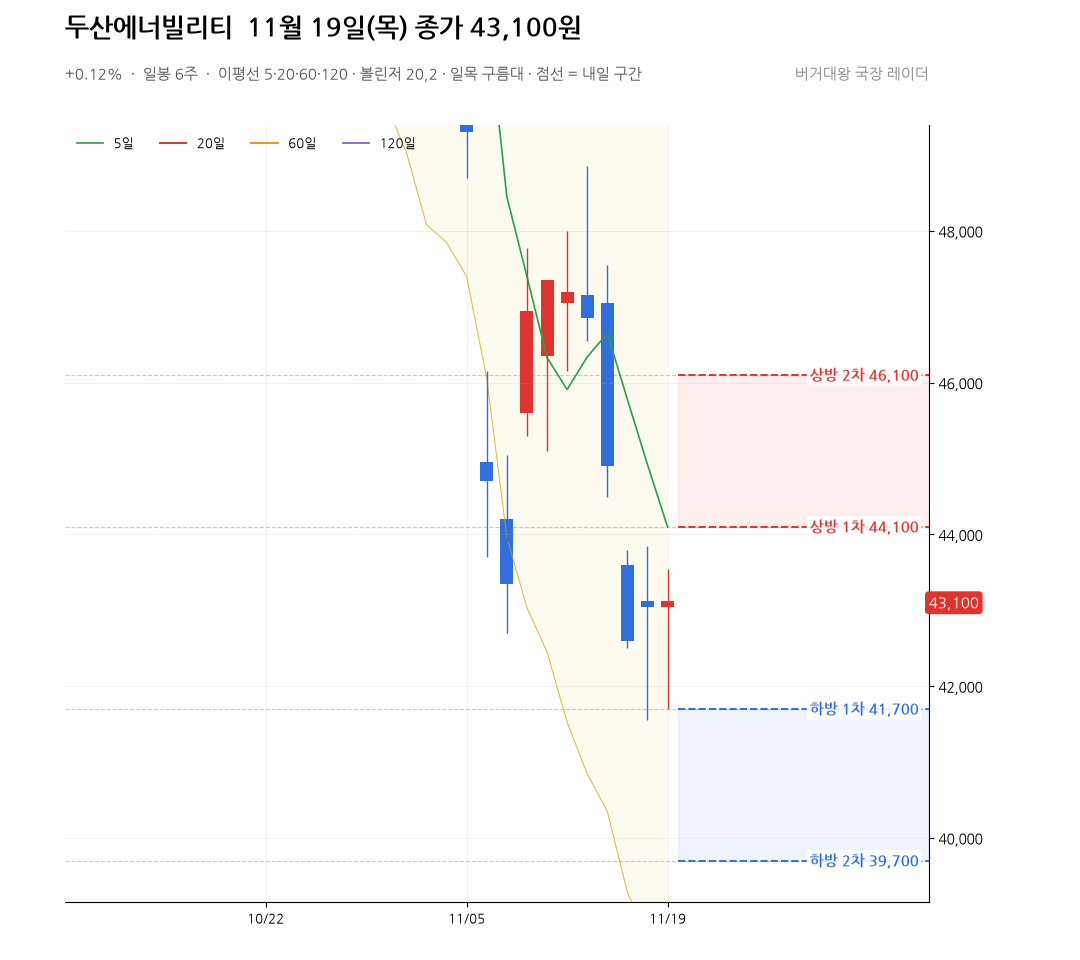 두산에너빌리티 11월 19일(목) 종가 43,100원
+0.12% · 일봉 6주 · 이평선 5·20·60·120 · 볼린저 20,2 · 일목 구름대 · 점선 = 내일 구간
버거대왕 국장 레이더
5일 20일 60일 120일
48,000
상방 2차 46,100
46,000
상방 1차 44,100
44,000
43,100
42,000
하방 1차 41,700
40,000
하방 2차 39,700
10/22 11/05 11/19